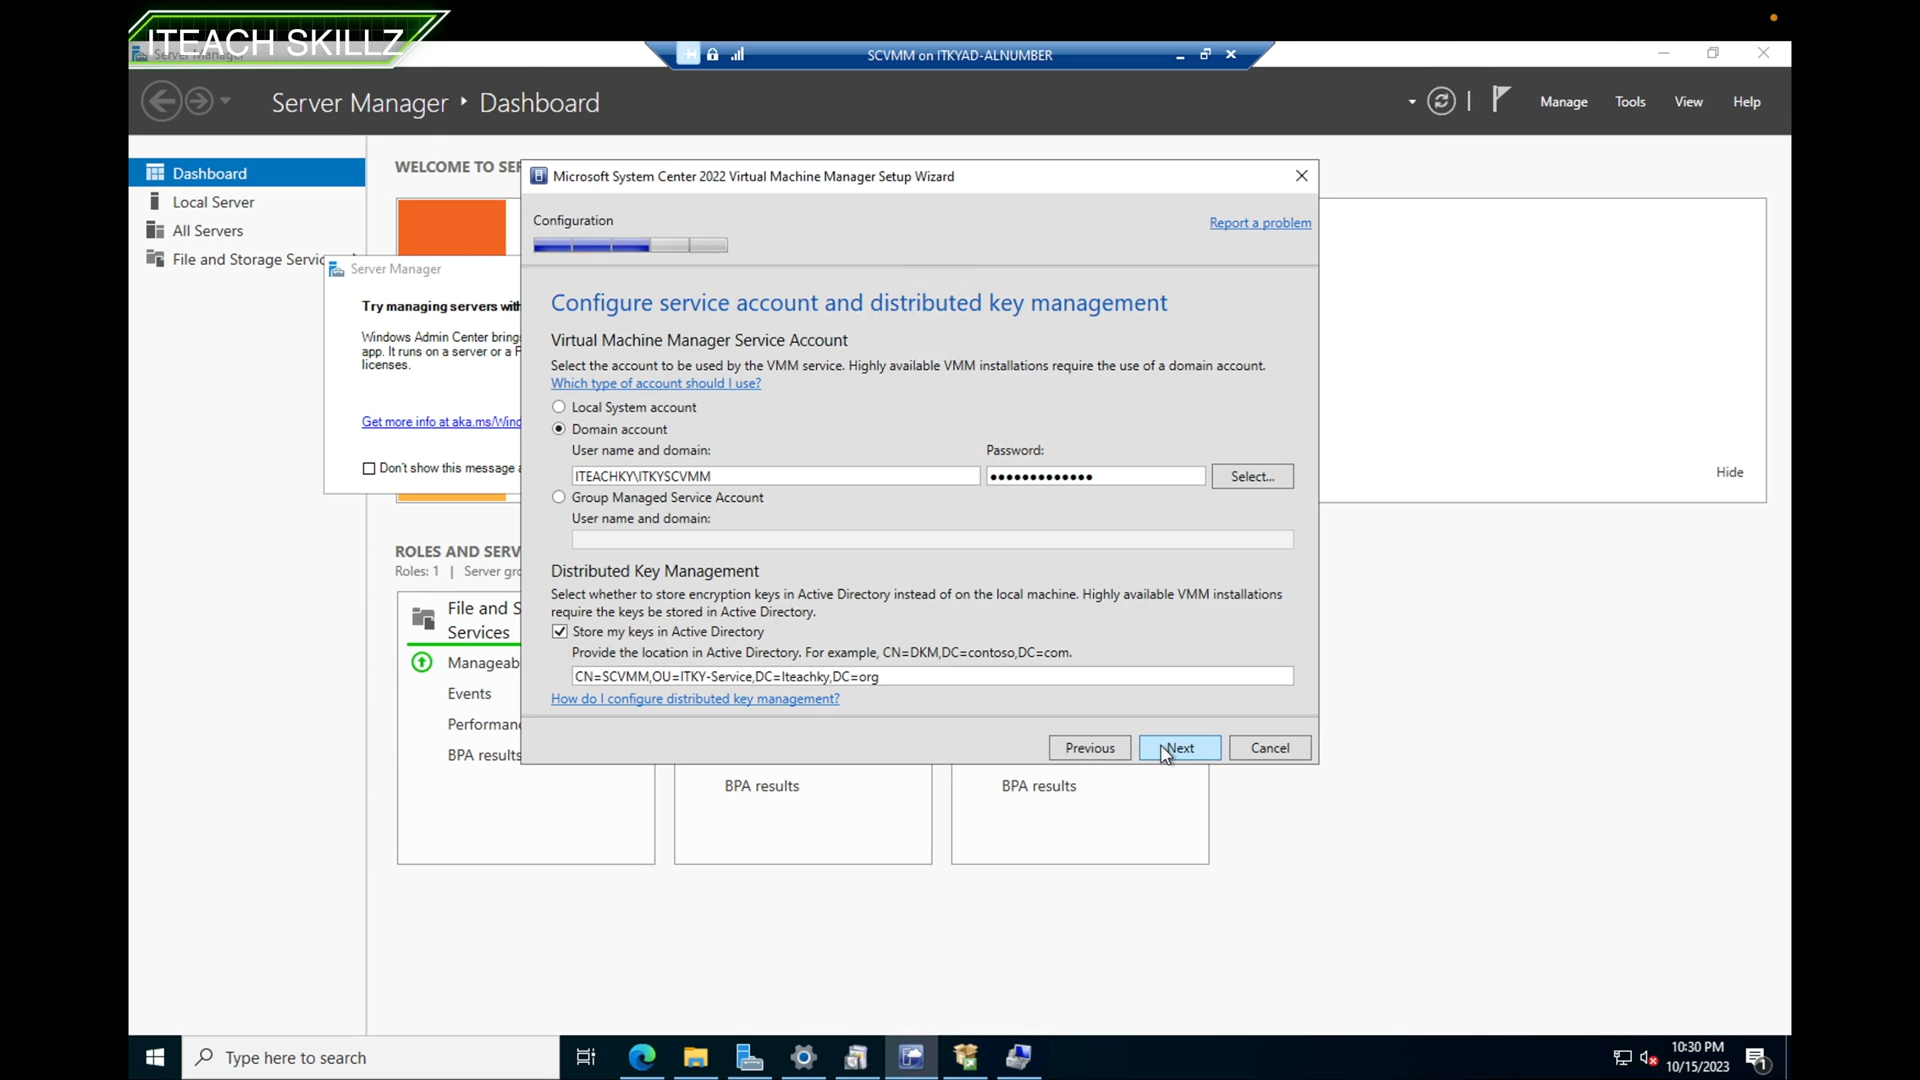 ITEACH SKILLZ
Server Manager
SCVMM on ITKYAD-ALNUMBER
Server Manager
Dashboard
Manage
Tools
View
Help
Dashboard
Local Server
All Servers
File and Storage Servic
WELCOME TO SER
Server Manager
Try managing servers with
Windows Admin Center brings
app. It runs on a server or a P
licenses.
Get more info at aka.ms/Wind
Don't show this message a
Hide
Microsoft System Center 2022 Virtual Machine Manager Setup Wizard
Configuration
Report a problem
Configure service account and distributed key management
Virtual Machine Manager Service Account
Select the account to be used by the VMM service. Highly available VMM installations require the use of a domain account.
Which type of account should I use?
Local System account
Domain account
User name and domain:
Password:
ITEACHKY\ITKYSCVMM
●●●●●●●●●●●●●
Select...
Group Managed Service Account
User name and domain:
Distributed Key Management
Select whether to store encryption keys in Active Directory instead of on the local machine. Highly available VMM installations
require the keys be stored in Active Directory.
Store my keys in Active Directory
Provide the location in Active Directory. For example, CN=DKM,DC=contoso,DC=com.
CN=SCVMM,OU=ITKY-Service,DC=Iteachky,DC=org
How do I configure distributed key management?
Previous
Next
Cancel
ROLES AND SERV
Roles: 1 | Server gro
File and S
Services
Manageab
Events
Performanc
BPA results
BPA results
BPA results
Type here to search
10:30 PM
10/15/2023
1